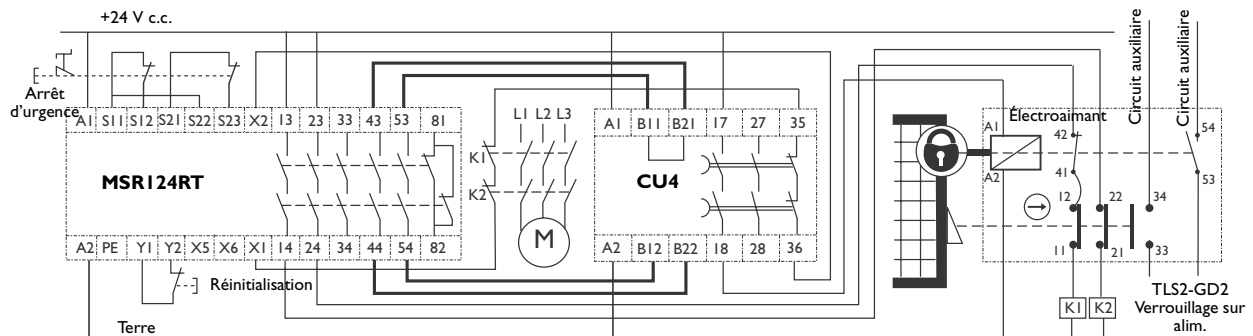 +24 V c.c.
Arrêt
d'urgence
A1 S11 S12 S21 S22 S23 X2 13 23 33 43 53 81
MSR124RT
A2 PE Y1 Y2 X5 X6 X1 14 24 34 44 54 82
Réinitialisation
Terre
L1 L2 L3
K1
K2
M
A1 B11 B21 17 27 35
CU4
A2 B12 B22 18 28 36
Circuit auxiliaire
Circuit auxiliaire
Électroaimant
A1
A2
42
41
54
53
12 22 34
11 21 33
K1 K2
TLS2-GD2
Verrouillage sur
alim.